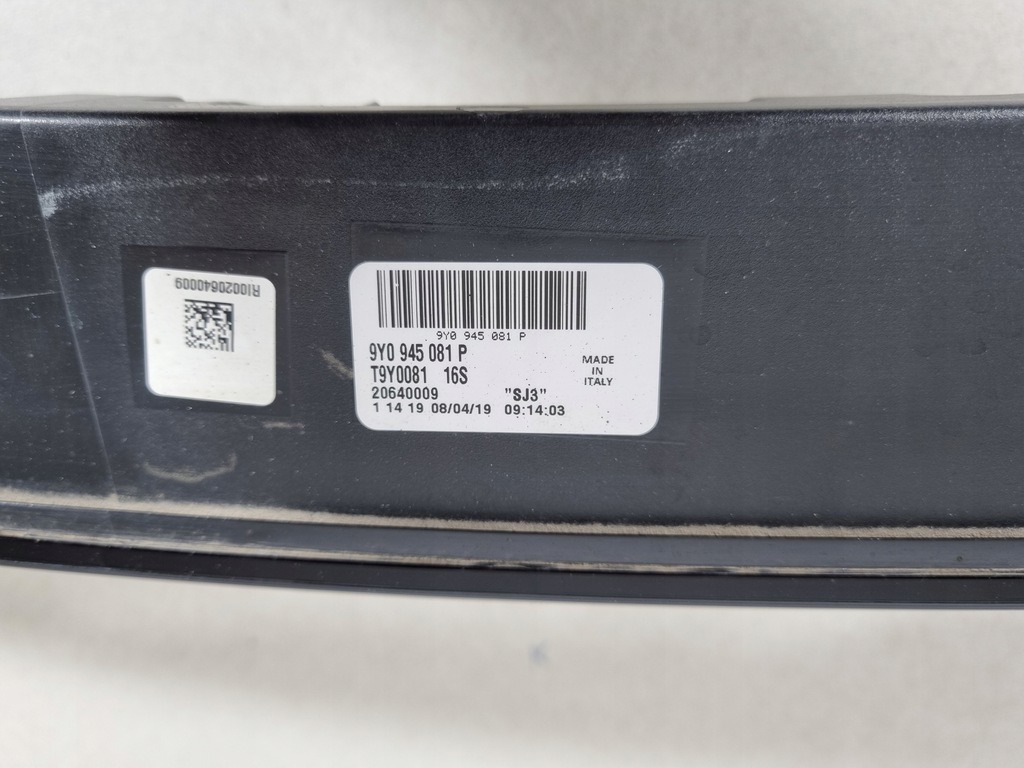 RI00020640009
9Y0 945 081 P
9Y0 945 081 P
T9Y0081 16S
20640009 "SJ3"
1 14 19 08/04/19 09:14:03
MADE
IN
ITALY